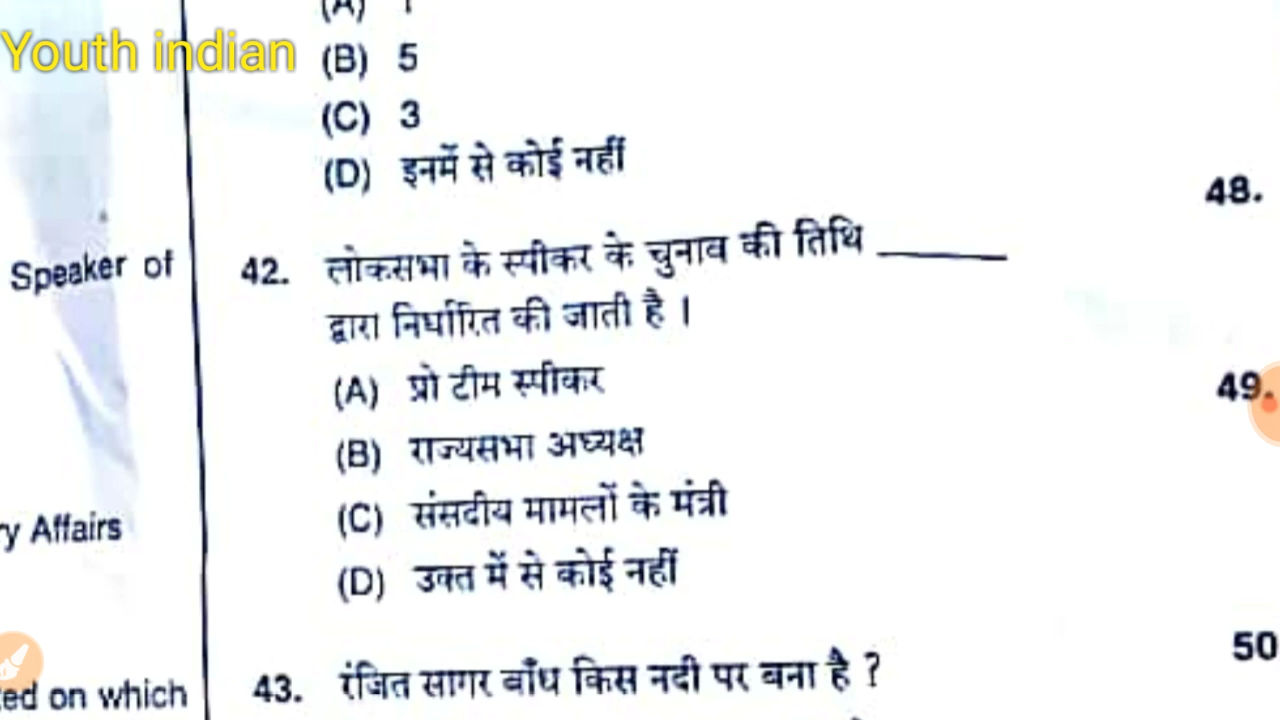 Youth indian
(B) 5
(C) 3
(D) इनमें से कोई नहीं
48.
Speaker of
42. लोकसभा के स्पीकर के चुनाव की तिथि ______
द्वारा निर्धारित की जाती है ।
(A) प्रो टीम स्पीकर
49.
(B) राज्यसभा अध्यक्ष
(C) संसदीय मामलों के मंत्री
y Affairs
(D) उक्त में से कोई नहीं
50
43. रंजित सागर बाँध किस नदी पर बना है ?
ed on which